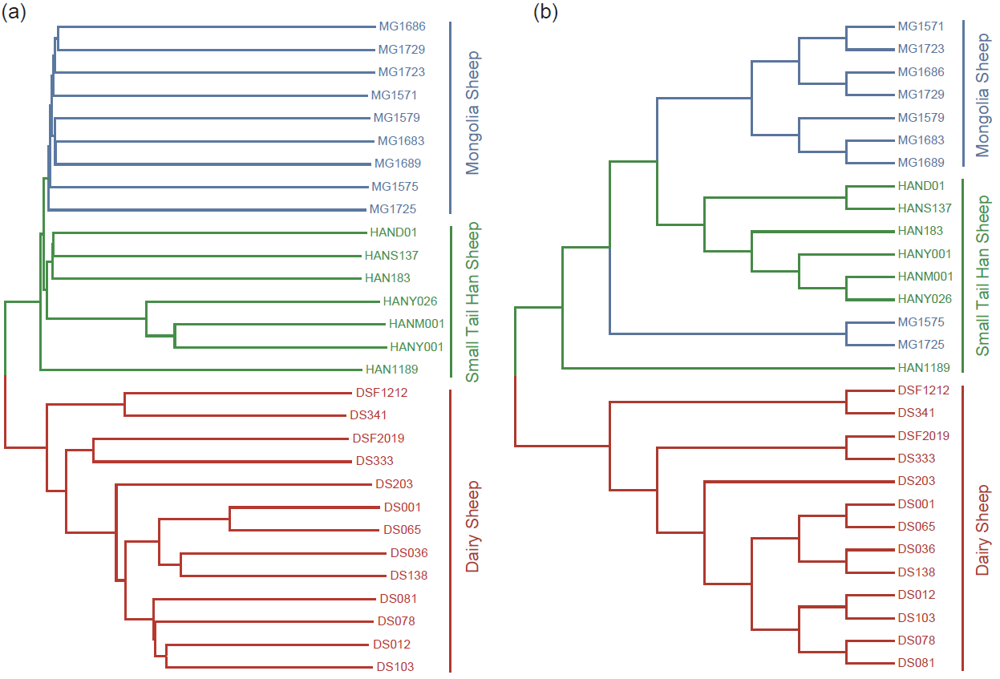 (a)
MG1686
MG1729
MG1723
MG1571
MG1579
MG1683
MG1689
MG1575
MG1725
Mongolia Sheep
HAND01
HANS137
HAN183
HANY026
HANM001
HANY001
HAN1189
Small Tail Han Sheep
DSF1212
DS341
DSF2019
DS333
DS203
DS001
DS065
DS036
DS138
DS081
DS078
DS012
DS103
Dairy Sheep
(b)
MG1571
MG1723
MG1686
MG1729
MG1579
MG1683
MG1689
Mongolia Sheep
HAND01
HANS137
HAN183
HANY001
HANM001
HANY026
MG1575
MG1725
HAN1189
Small Tail Han Sheep
DSF1212
DS341
DSF2019
DS333
DS203
DS001
DS065
DS036
DS138
DS012
DS103
DS078
DS081
Dairy Sheep